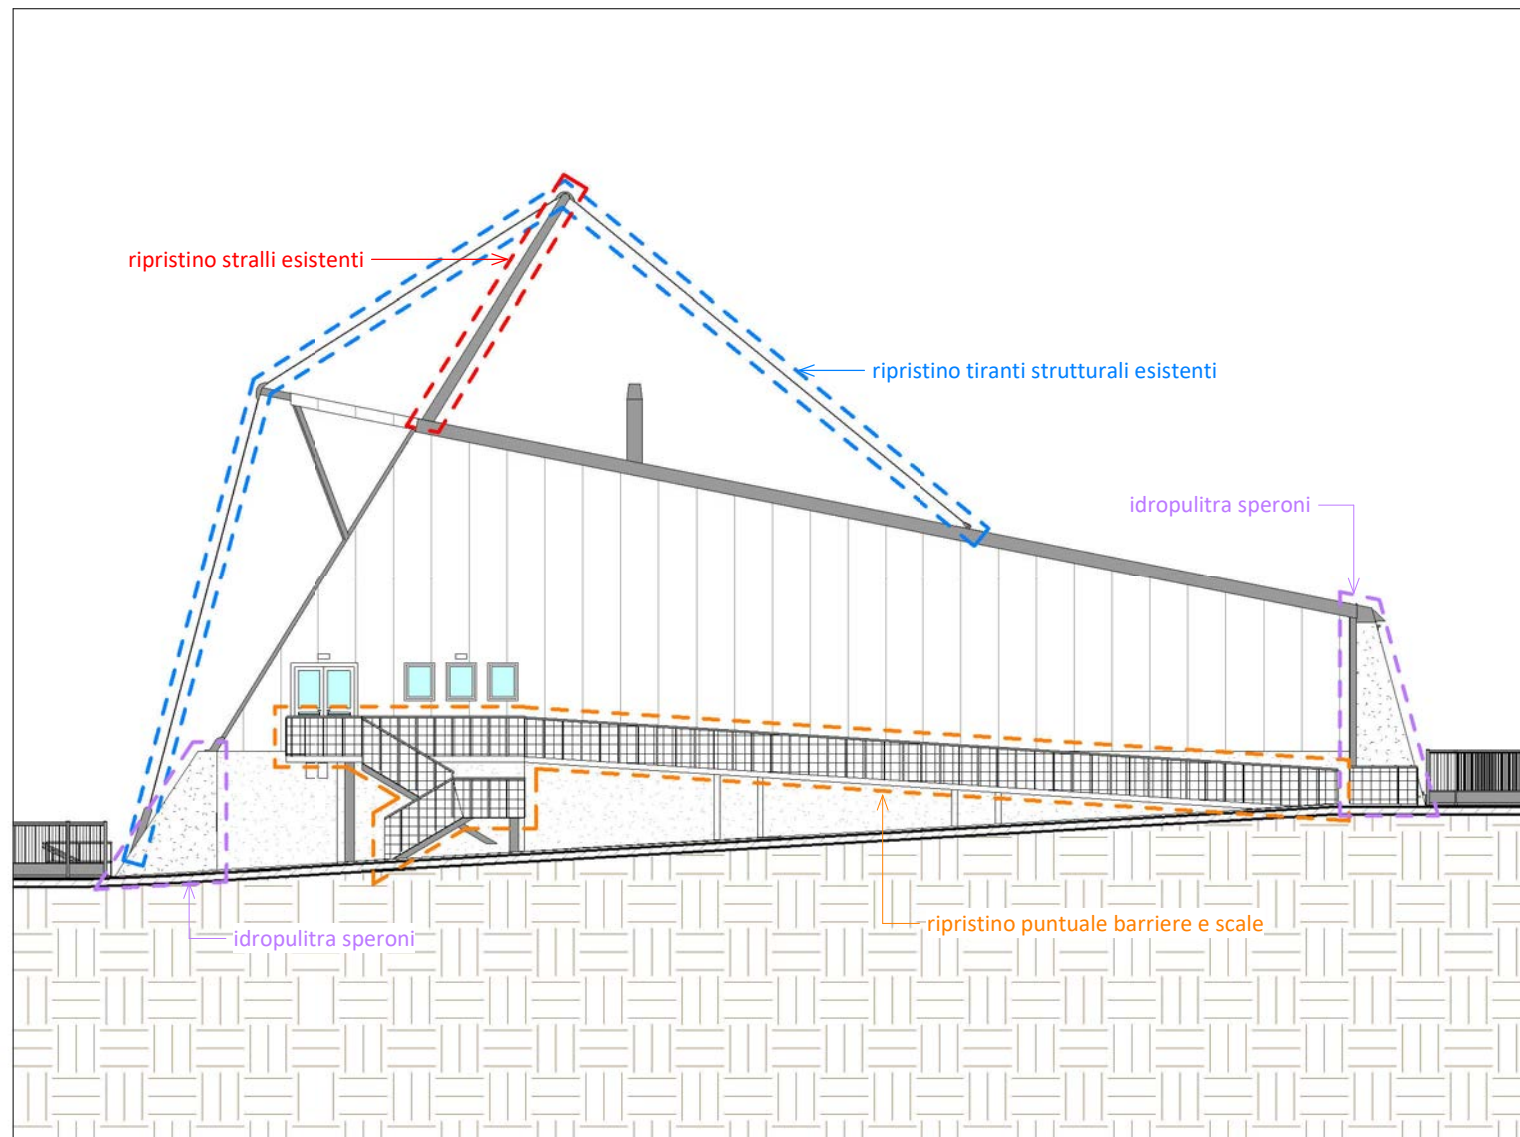 ripristino stralli esistenti
ripristino tiranti strutturali esistenti
idropulitra speroni
ripristino puntuale barriere e scale
idropulitra speroni